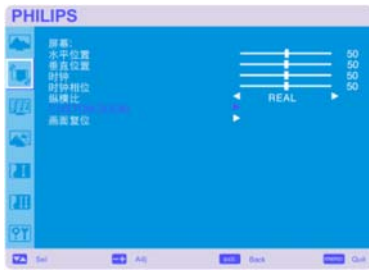 PHILIPS
屏幕:
水平位置 50
垂直位置 50
时钟 50
时钟相位 50
纵横比 REAL
画面复位
Sel Adj Back Quit